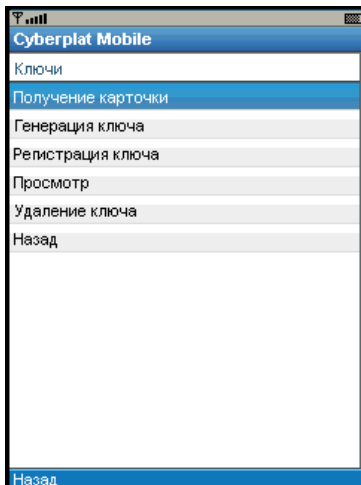 Cyberplat Mobile
Ключи
Получение карточки
Генерация ключа
Регистрация ключа
Просмотр
Удаление ключа
Назад
Назад